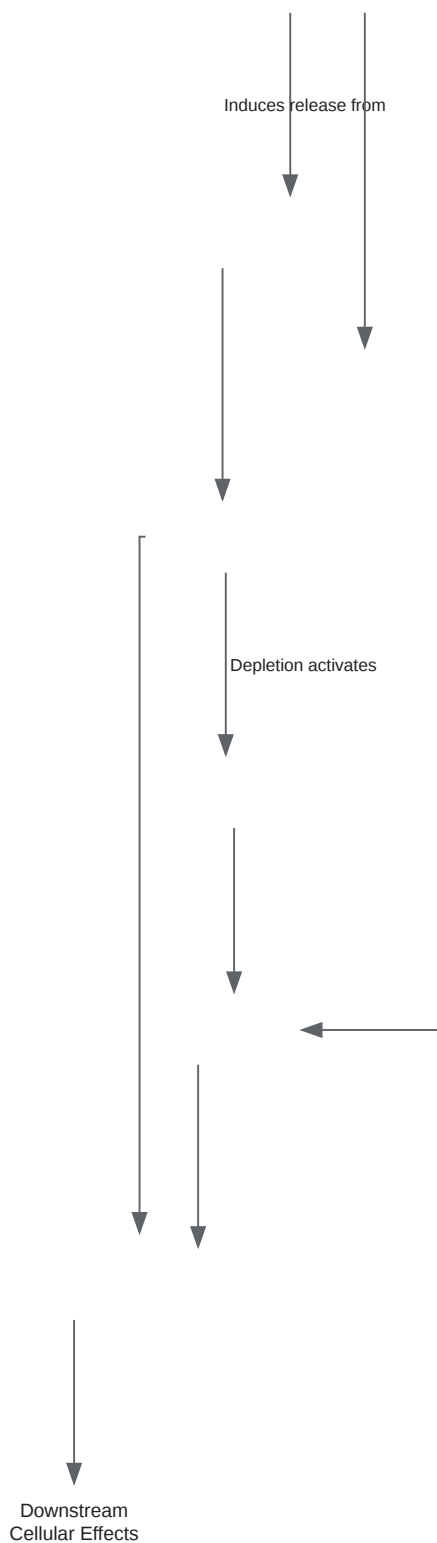 Induces release from
Depletion activates
Downstream
Cellular Effects